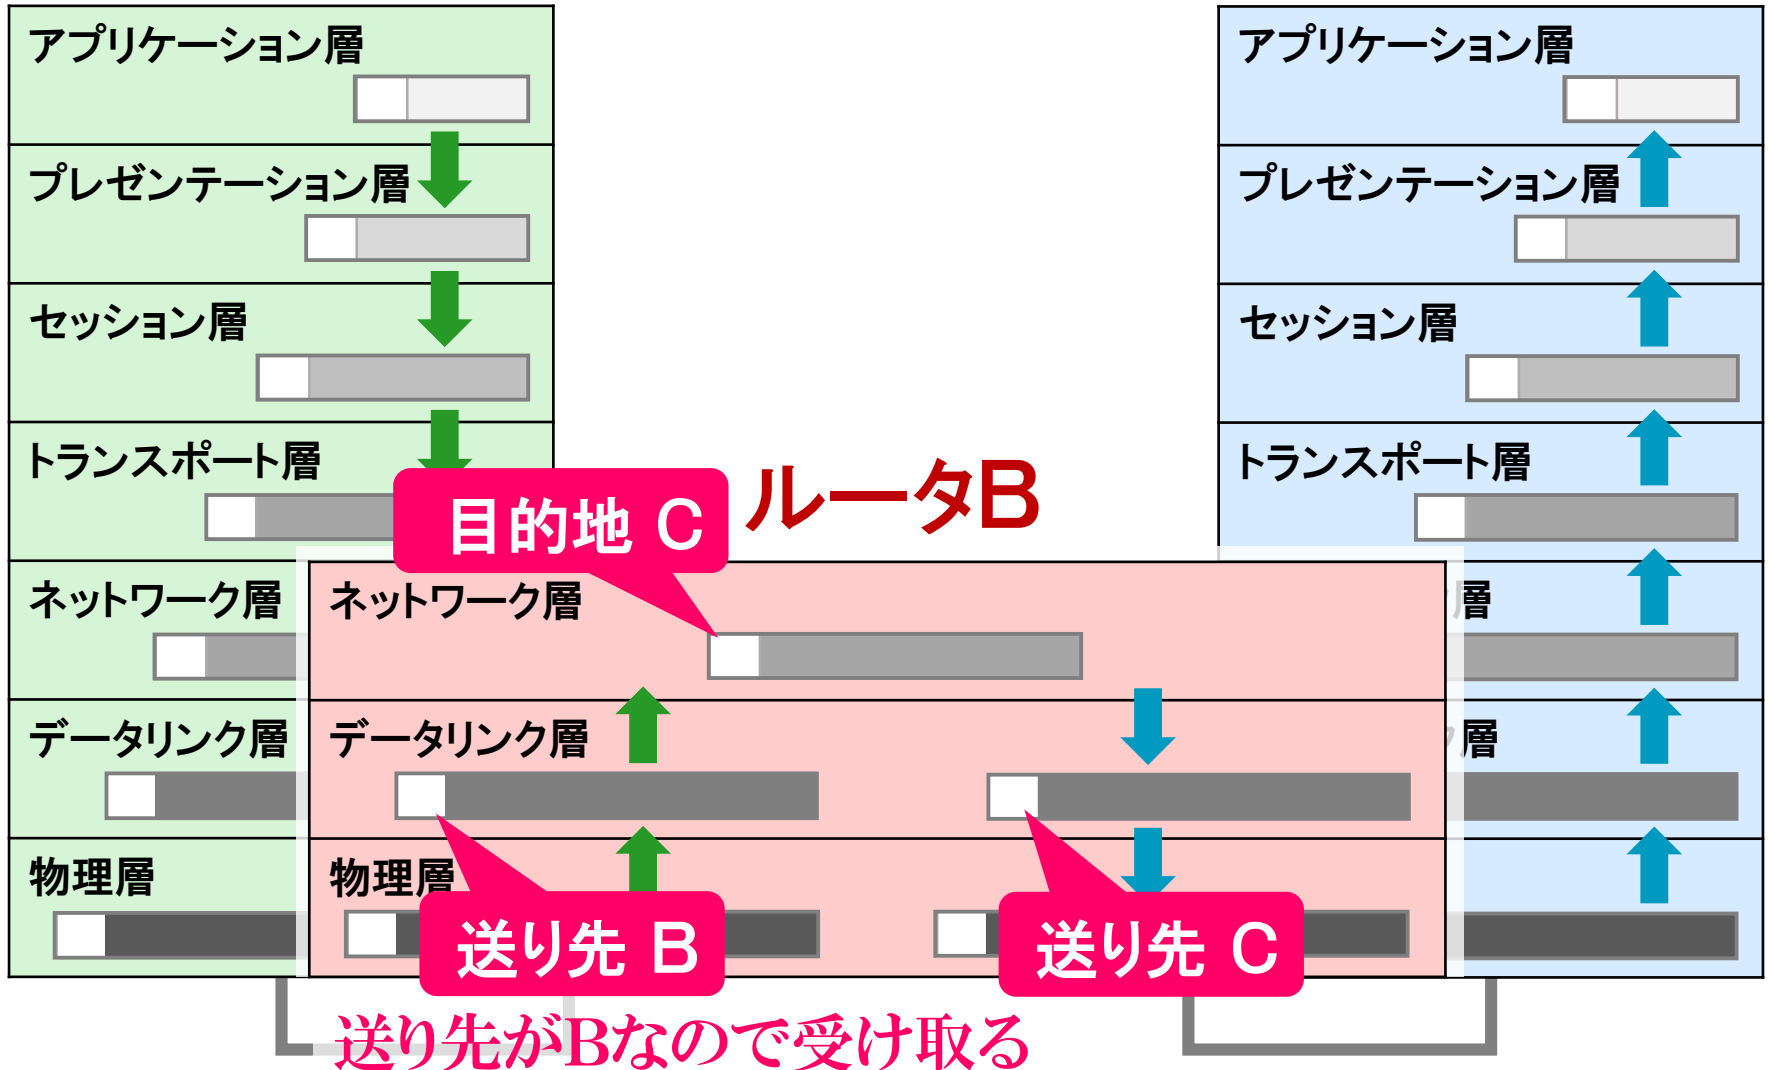 アプリケーション層
プレゼンテーション層
セッション層
トランスポート層
ネットワーク層
データリンク層
物理層
ルータB
目的地 C
ネットワーク層
データリンク層
物理層
送り先 B
送り先 C
送り先がBなので受け取る
アプリケーション層
プレゼンテーション層
セッション層
トランスポート層
層
層